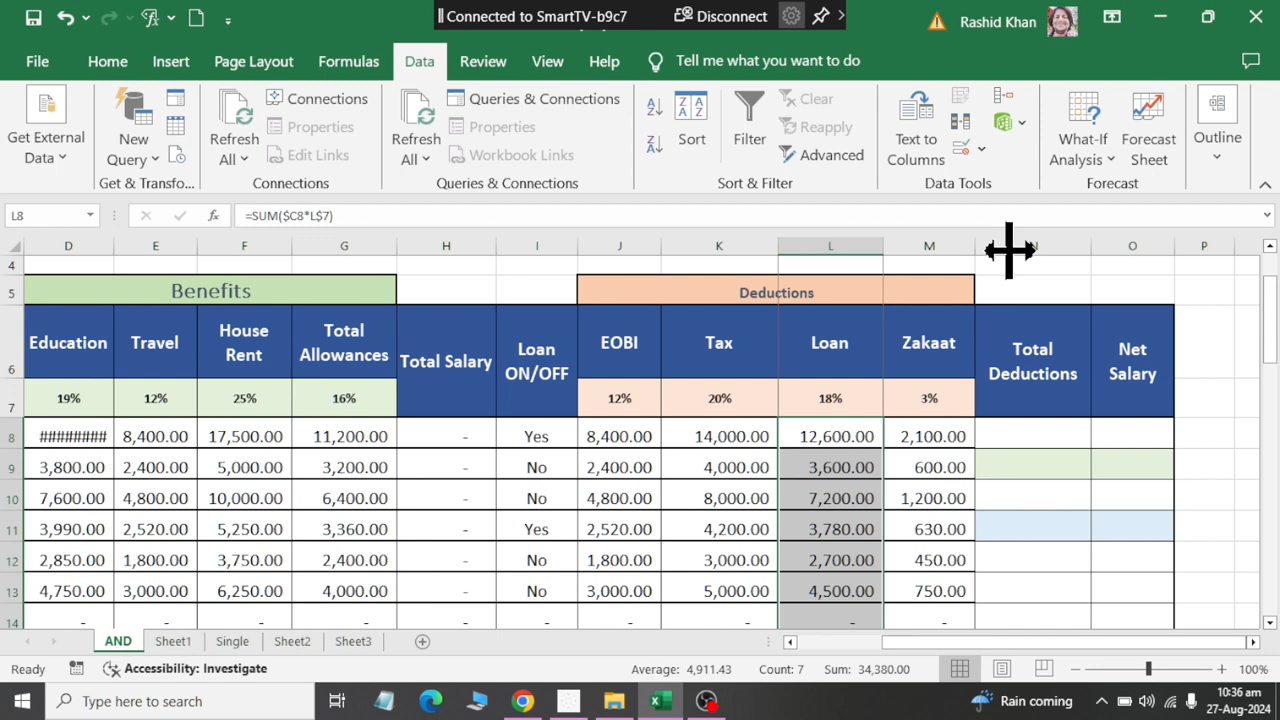 Connected to SmartTV-b9c7 Disconnect
Rashid Khan
File Home Insert Page Layout Formulas Data Review View Help Tell me what you want to do
Get External Data
New Query
Refresh All
Connections
Properties
Edit Links
Refresh All
Queries & Connections
Properties
Workbook Links
Sort
Filter
Clear
Reapply
Advanced
Text to Columns
What-If Analysis
Forecast Sheet
Outline
Get & Transfo... Connections Queries & Connections Sort & Filter Data Tools Forecast
L8 fx =SUM($C8*L$7)
D E F G H I J K L M N O P
4
5 Benefits Deductions
6 Education Travel House Rent Total Allowances Total Salary Loan ON/OFF EOBI Tax Loan Zakaat Total Deductions Net Salary
7 19% 12% 25% 16% 12% 20% 18% 3%
8 ######## 8,400.00 17,500.00 11,200.00 - Yes 8,400.00 14,000.00 12,600.00 2,100.00
9 3,800.00 2,400.00 5,000.00 3,200.00 - No 2,400.00 4,000.00 3,600.00 600.00
10 7,600.00 4,800.00 10,000.00 6,400.00 - No 4,800.00 8,000.00 7,200.00 1,200.00
11 3,990.00 2,520.00 5,250.00 3,360.00 - Yes 2,520.00 4,200.00 3,780.00 630.00
12 2,850.00 1,800.00 3,750.00 2,400.00 - No 1,800.00 3,000.00 2,700.00 450.00
13 4,750.00 3,000.00 6,250.00 4,000.00 - No 3,000.00 5,000.00 4,500.00 750.00
14 - - - - - - - - -
AND Sheet1 Single Sheet2 Sheet3
Ready Accessibility: Investigate Average: 4,911.43 Count: 7 Sum: 34,380.00 100%
Type here to search Rain coming 10:36 am
27-Aug-2024